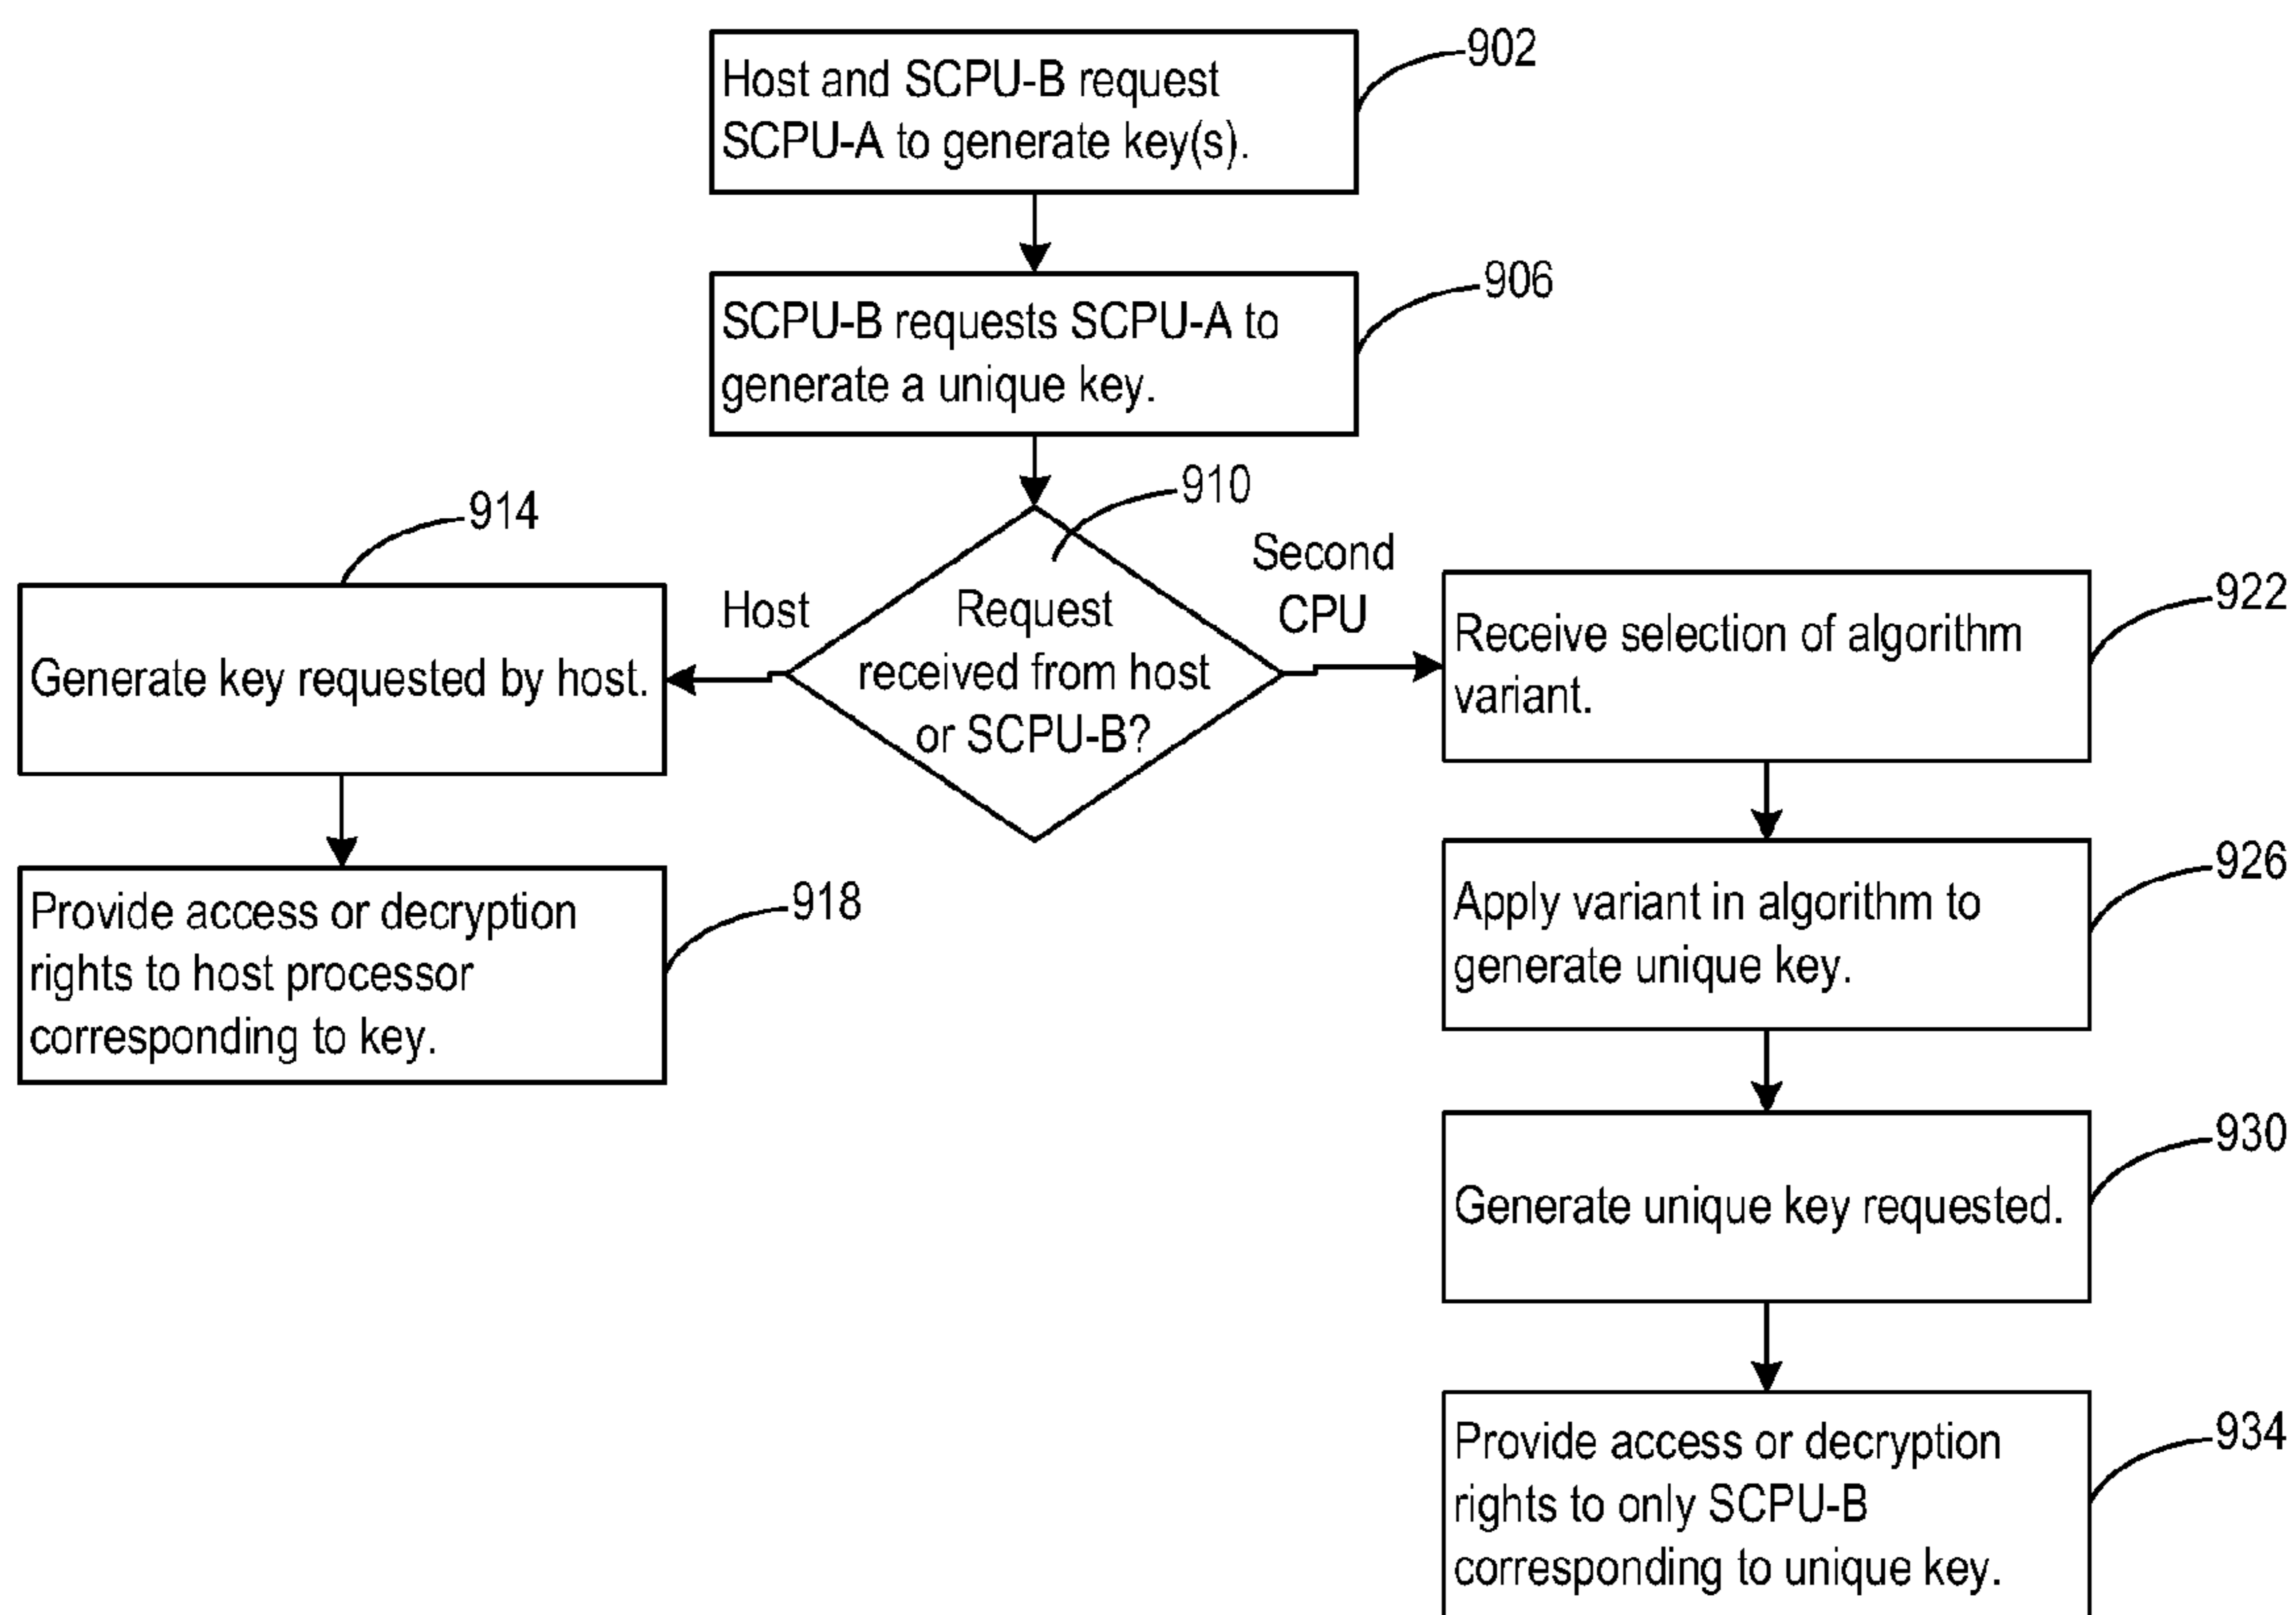 Host and SCPU-B request
SCPU-A to generate key(s).
902
SCPU-B requests SCPU-A to
generate a unique key.
906
910
Request
received from host
or SCPU-B?
Host
Second
CPU
914
Generate key requested by host.
Provide access or decryption
rights to host processor
corresponding to key.
918
Receive selection of algorithm
variant.
922
Apply variant in algorithm to
generate unique key.
926
Generate unique key requested.
930
Provide access or decryption
rights to only SCPU-B
corresponding to unique key.
934